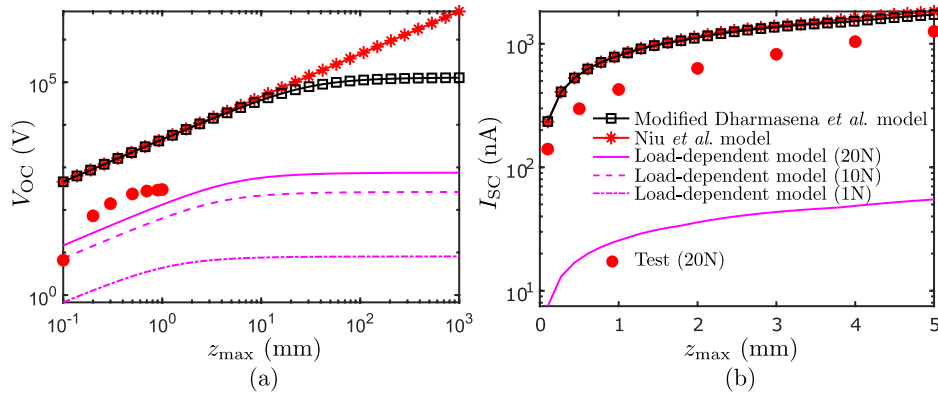 10^5
10^0
V_OC (V)
10^-1
10^0
10^1
10^2
10^3
z_max (mm)
(a)
10^3
10^2
10^1
I_SC (nA)
Modified Dharmasena et al. model
Niu et al. model
Load-dependent model (20N)
Load-dependent model (10N)
Load-dependent model (1N)
Test (20N)
0
1
2
3
4
5
z_max (mm)
(b)